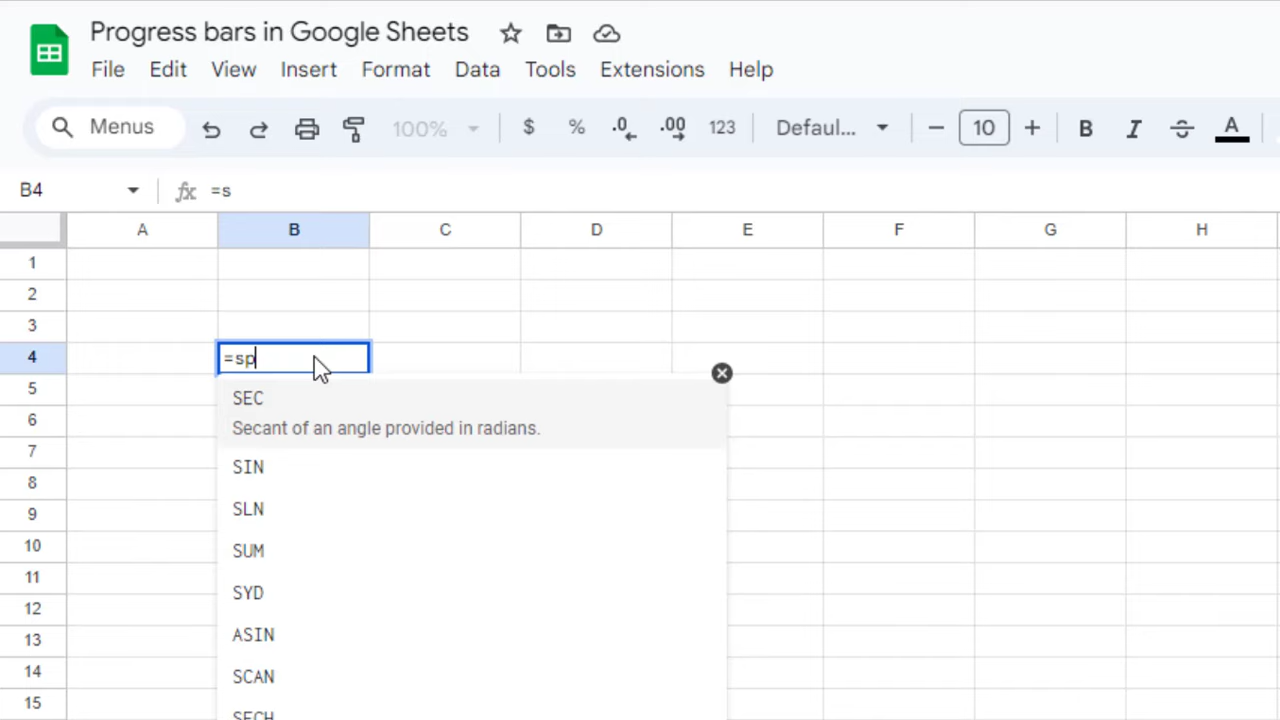 Progress bars in Google Sheets
File Edit View Insert Format Data Tools Extensions Help
Menus 100% $ % .0 .00 123 Defaul... 10 B I S A
B4 fx =s
A B C D E F G H
1
2
3
4 =sp
5
SEC
6
Secant of an angle provided in radians.
7
SIN
8
SLN
9
10
SUM
11
SYD
12
13
ASIN
14
SCAN
15
SECH